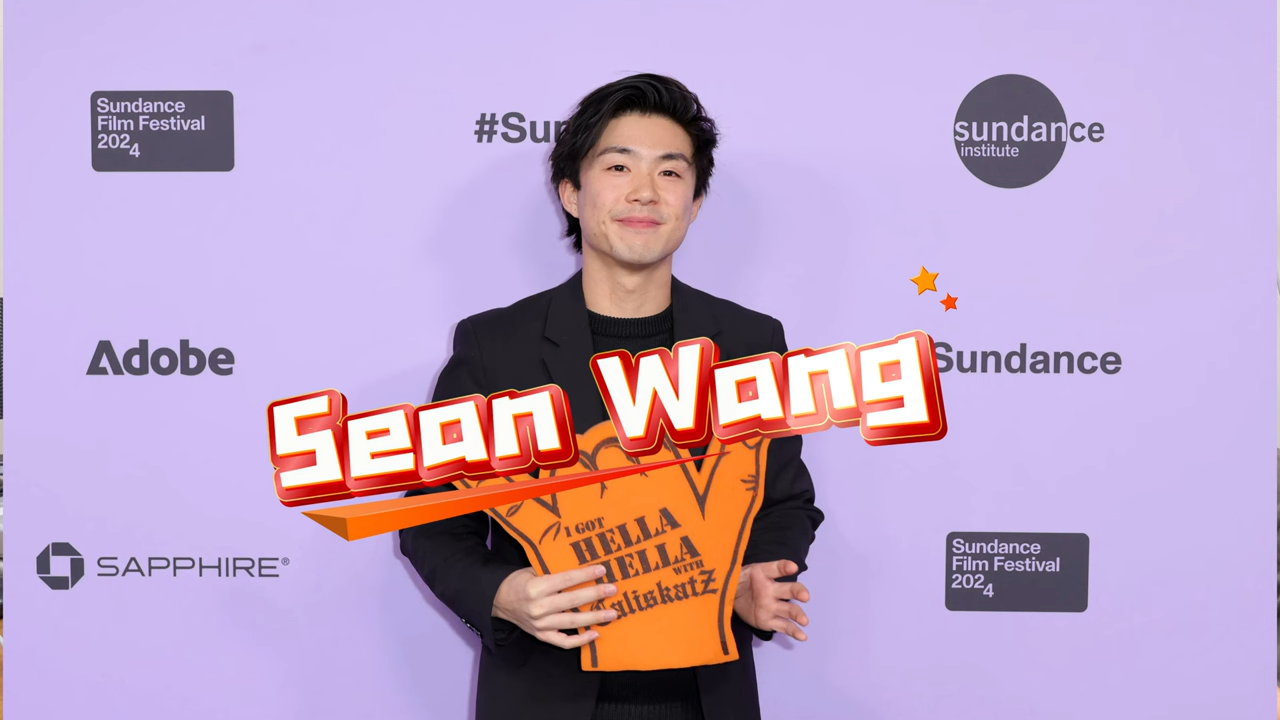 Sundance
Film Festival
2024
#Sun
sundance
institute
Adobe
Sundance
Sean Wang
I GOT
HELLA
HELLA
WITH
CaliskatZ
SAPPHIRE®
Sundance
Film Festival
2024